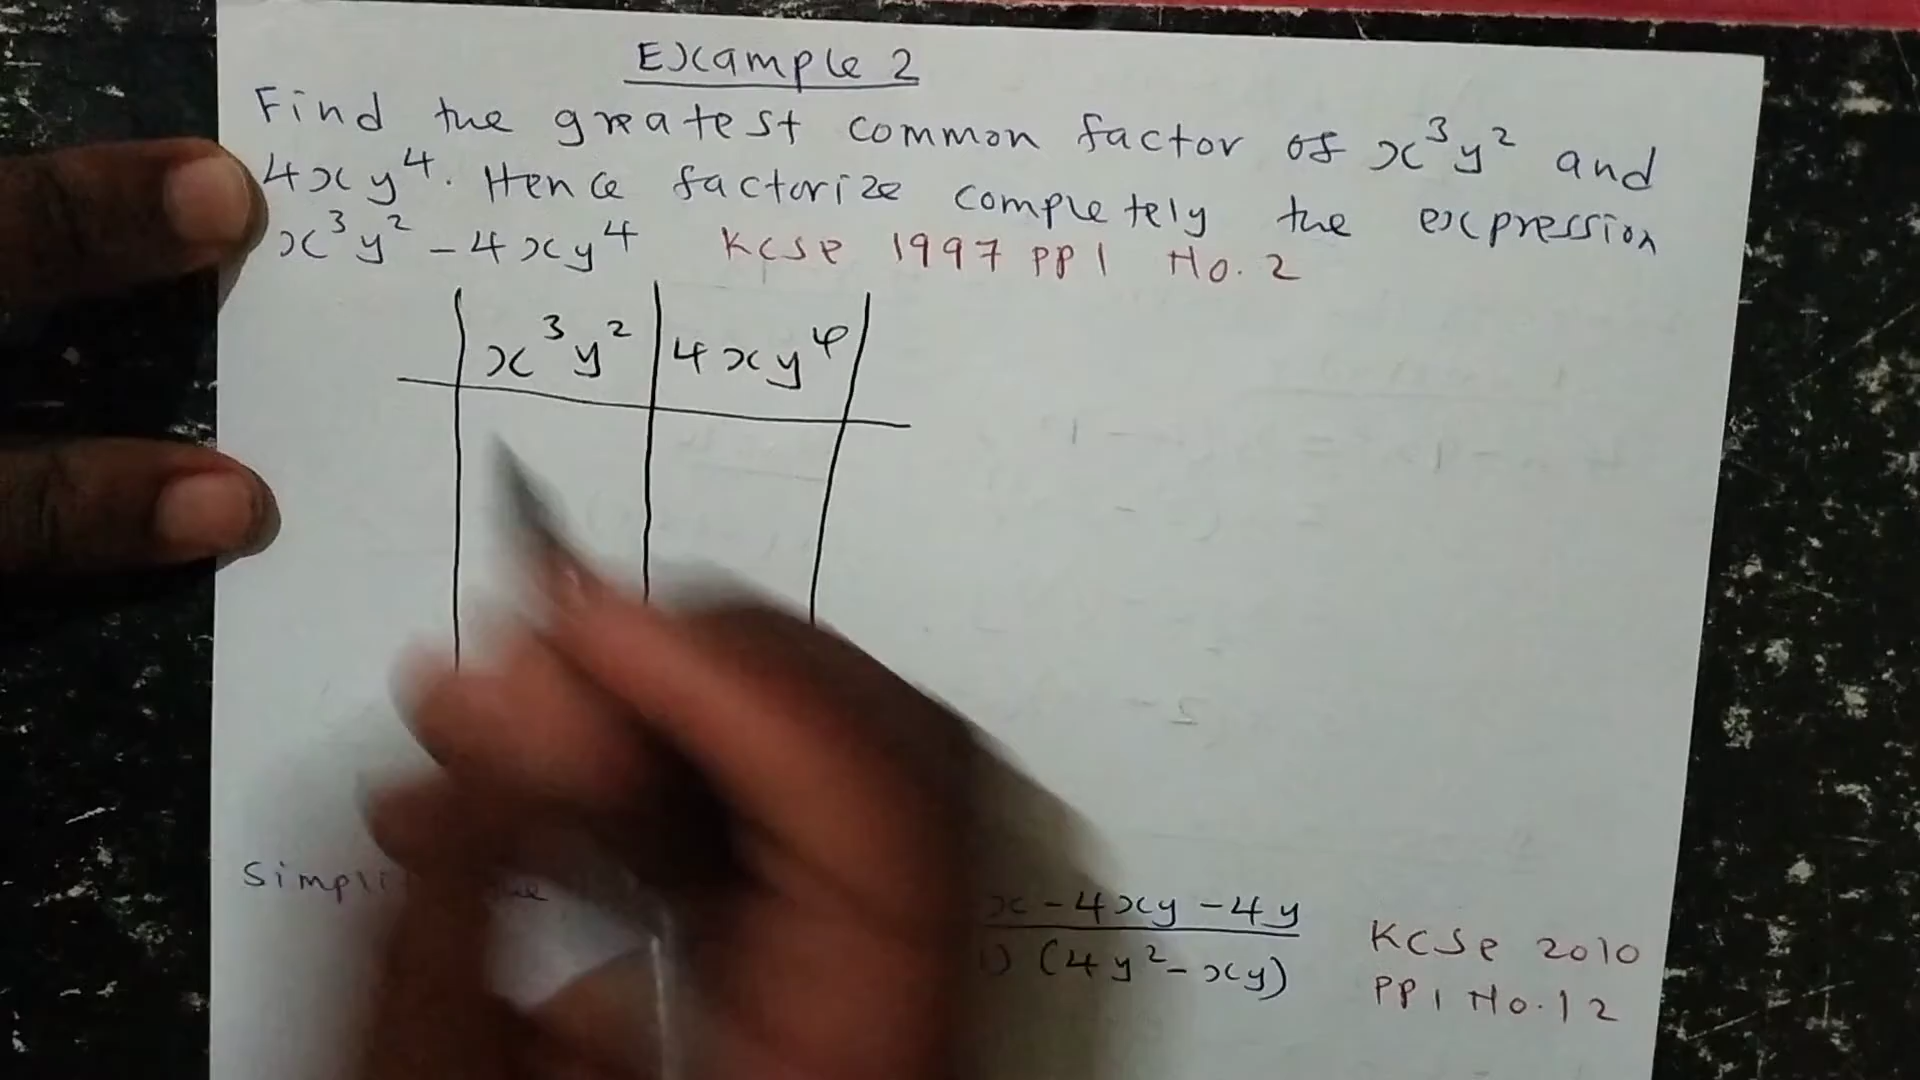 Example 2
Find the greatest common factor of x³y² and
4xy⁴. Hence factorize completely the expression
x³y² - 4xy⁴ KCSE 1997 PP1 No. 2
x³y² 4xy⁴
x - 4xy - 4y
) (4y² - xy)
KCSE 2010
PP1 No. 12